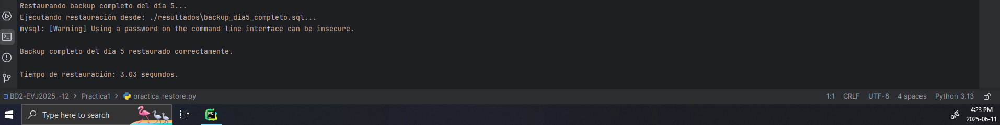 Restaurando backup completo del día 5...
Ejecutando restauración desde: ./resultados\backup_dia5_completo.sql...
mysql: [Warning] Using a password on the command line interface can be insecure.
Backup completo del día 5 restaurado correctamente.
Tiempo de restauración: 3.03 segundos.
BD2-EVJ2025_-12 > Practica1 > practica_restore.py
1:1 CRLF UTF-8 4 spaces Python 3.13
Type here to search
PC
4:23 PM
2025-06-11